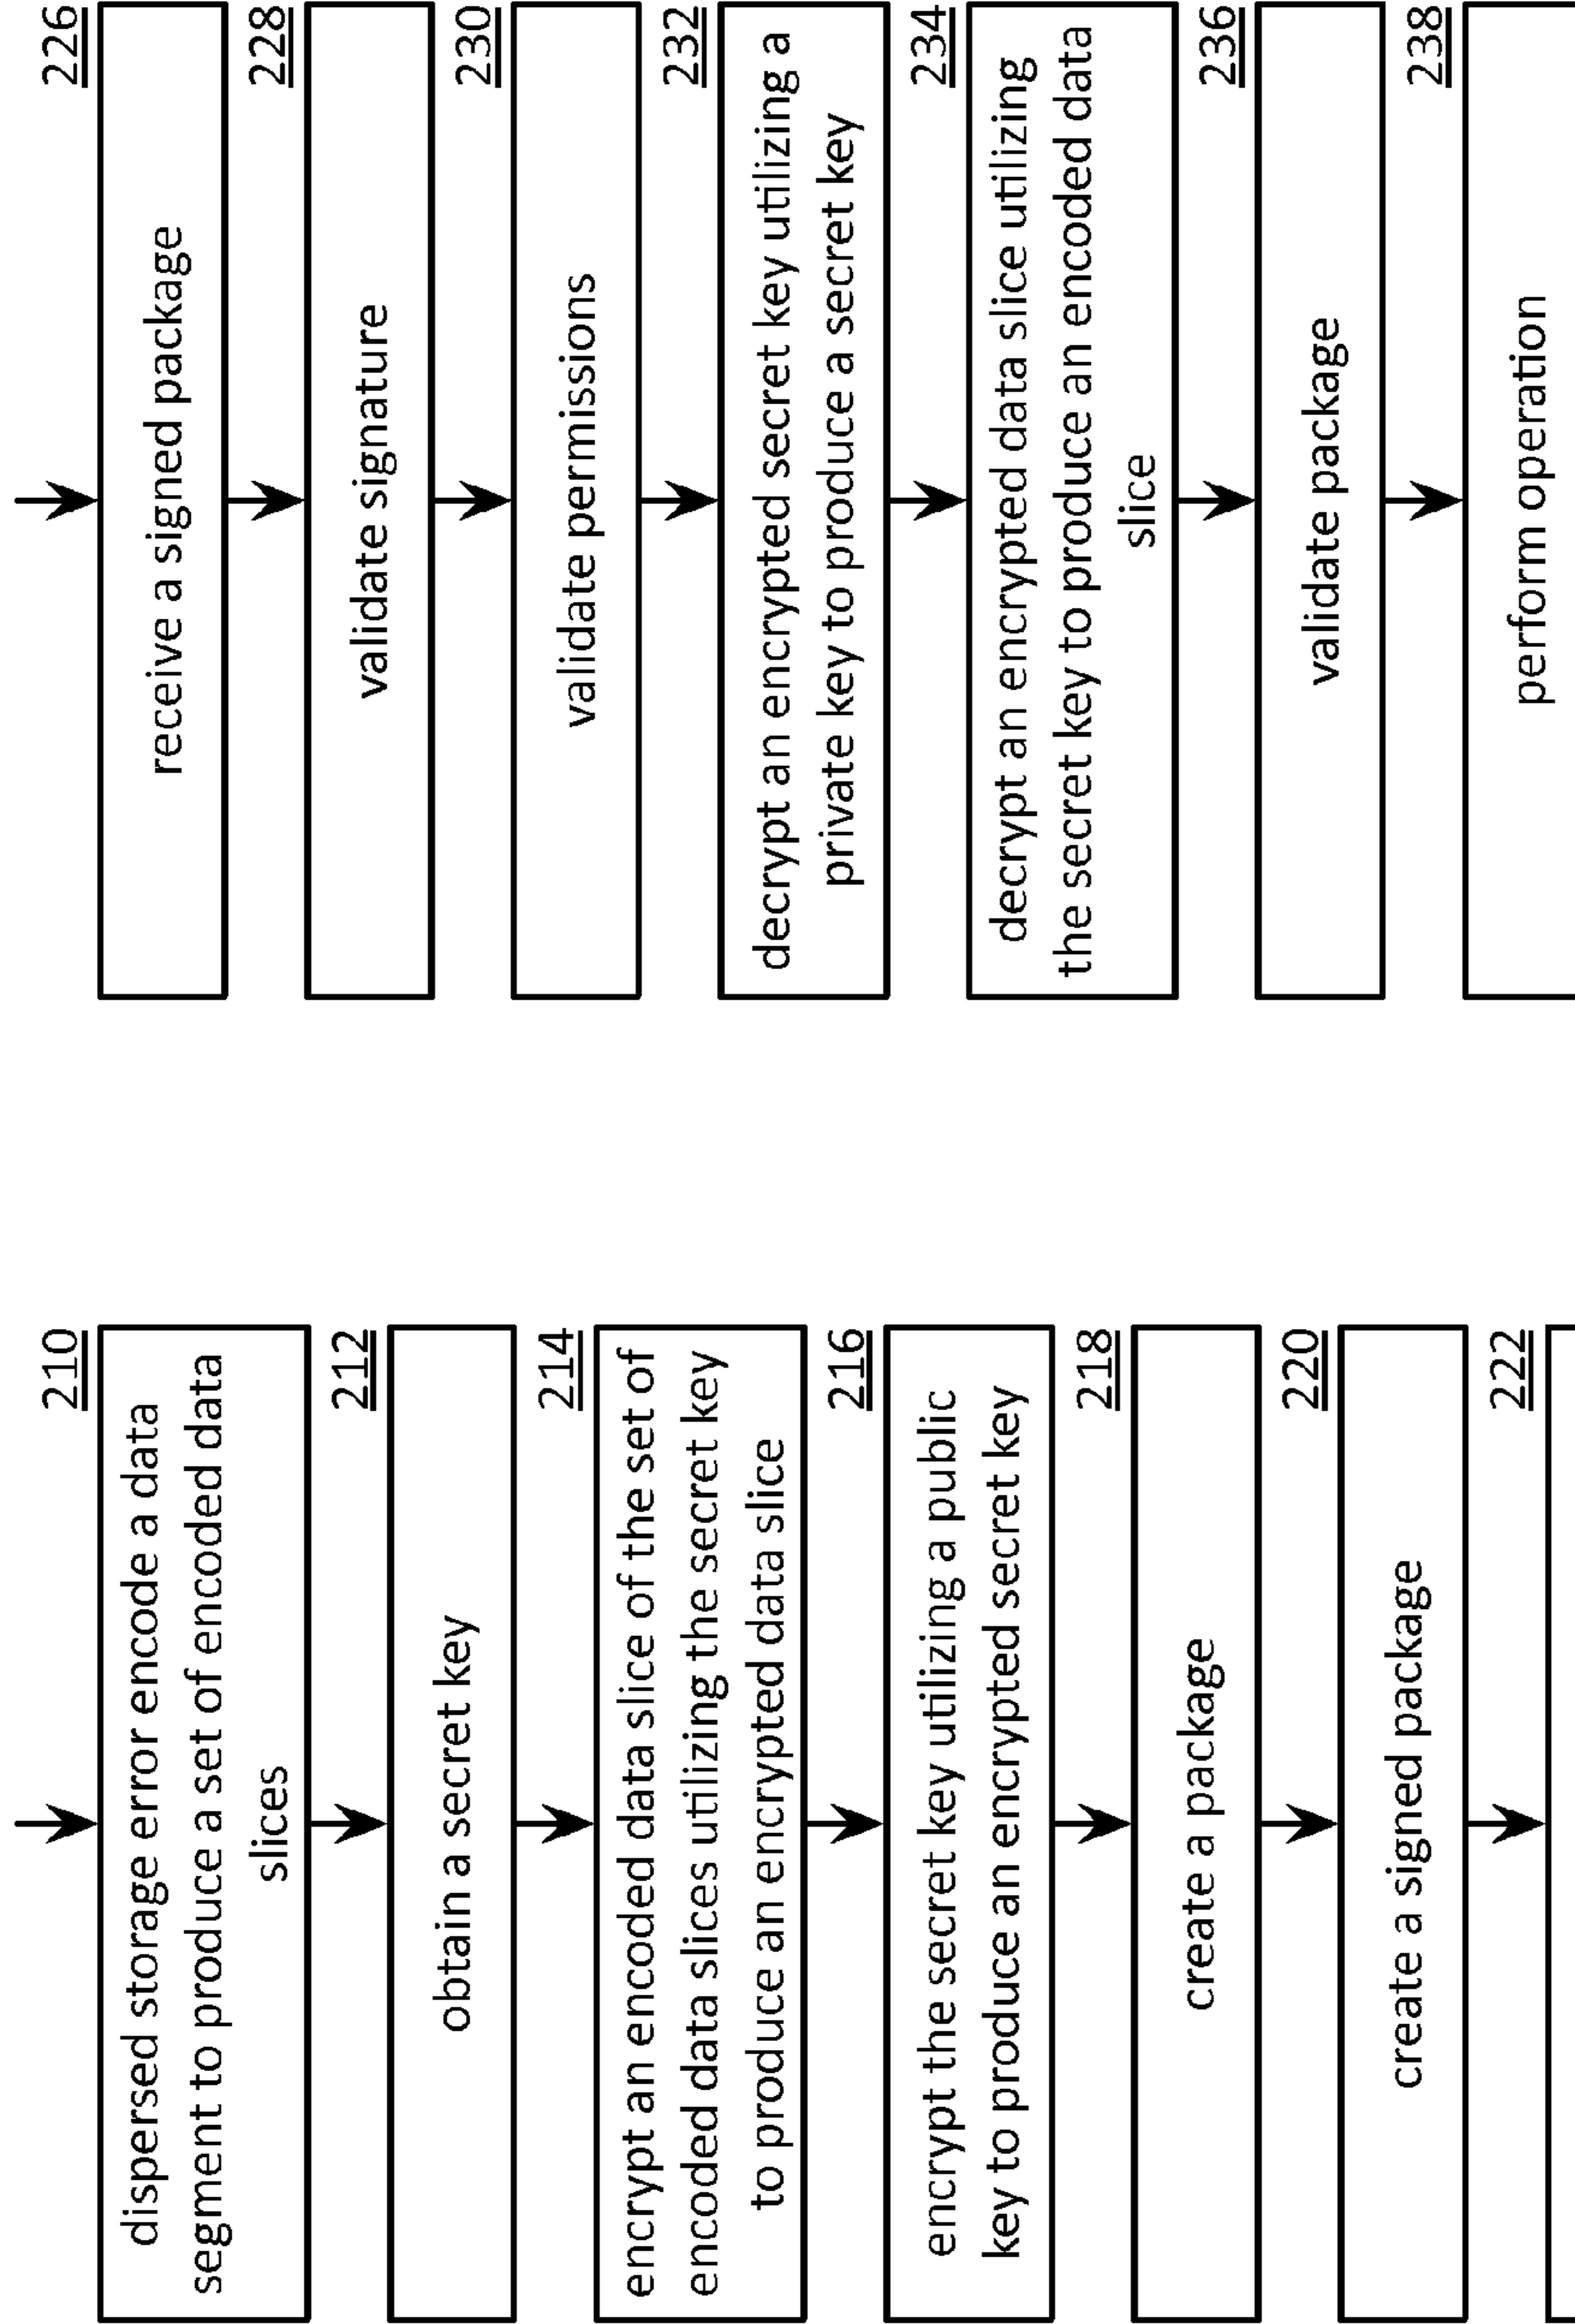 210
dispersed storage error encode a data
segment to produce a set of encoded data
slices
212
obtain a secret key
214
encrypt an encoded data slice of the set of
encoded data slices utilizing the secret key
to produce an encrypted data slice
216
encrypt the secret key utilizing a public
key to produce an encrypted secret key
218
create a package
220
create a signed package
222
226
receive a signed package
228
validate signature
230
validate permissions
232
decrypt an encrypted secret key utilizing a
private key to produce a secret key
234
decrypt an encrypted data slice utilizing
the secret key to produce an encoded data
slice
236
validate package
238
perform operation